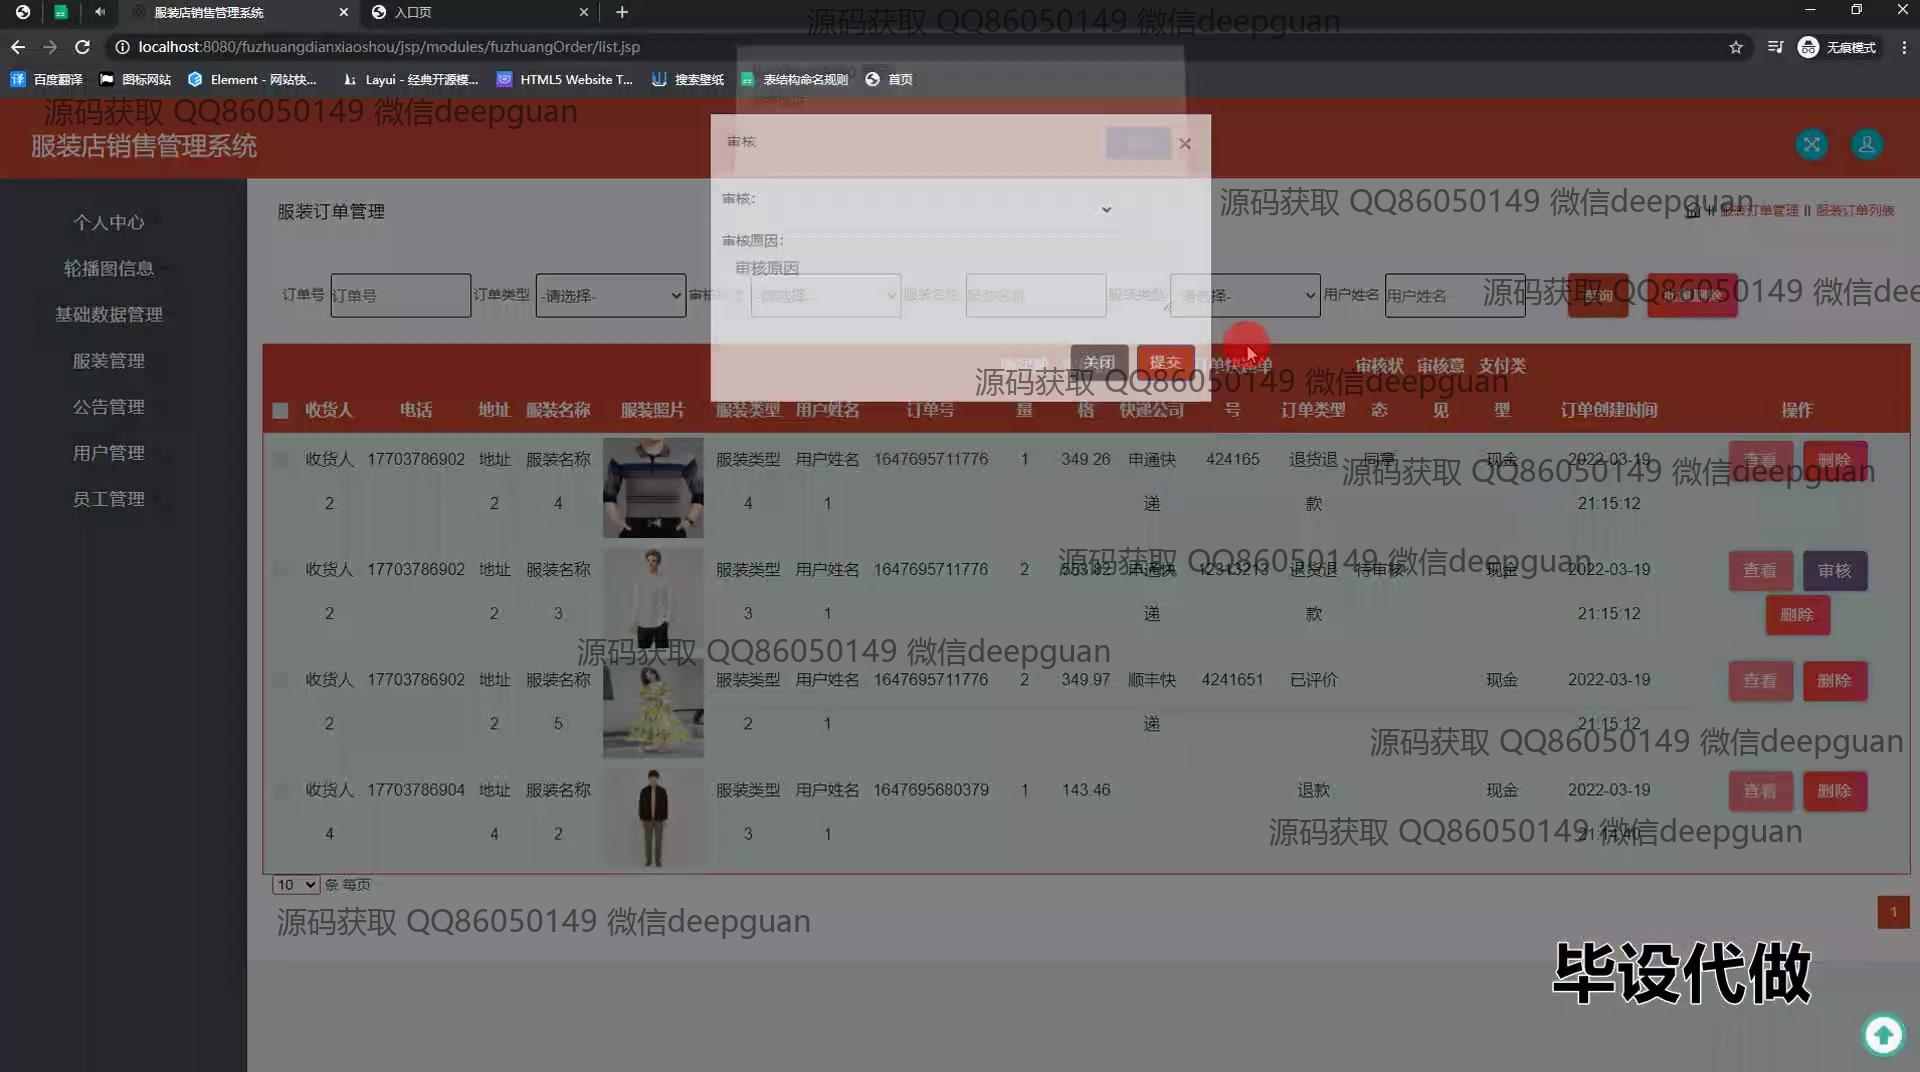 服装店销售管理系统
入口页
源码获取 QQ86050149 微信deepguan
localhost:8080/fuzhuangdianxiaoshou/jsp/modules/fuzhuangOrder/list.jsp
无痕模式
百度翻译 图标网站 Element - 网站快... Layui - 经典开源模... HTML5 Website T... 搜索壁纸 表结构命名规则 首页
源码获取 QQ86050149 微信deepguan
服装店销售管理系统
审核
审核:
审核原因:
审核原因
关闭 提交
个人中心
轮播图信息
基础数据管理
服装管理
公告管理
用户管理
员工管理
服装订单管理
源码获取 QQ86050149 微信deepguan
服装订单管理 服装订单列表
订单号 订单号 订单类型 -请选择- 服装名称 服装名称 服装类型 用户姓名 用户姓名 查询 批量删除
源码获取 QQ86050149 微信deepguan
源码获取 QQ86050149 微信deepguan
收货人 电话 地址 服装名称 服装照片 服装类型 用户姓名 订单号 量 格 快递公司 订单快递单号 订单类型 审核状态 审核意见 支付类型 订单创建时间 操作
收货人2 17703786902 地址2 服装名称4 服装类型4 用户姓名1 1647695711776 1 349.26 申通快递 424165 退货退款 同意 现金 2022-03-19 21:15:12 查看 删除
源码获取 QQ86050149 微信deepguan
收货人2 17703786902 地址2 服装名称3 服装类型3 用户姓名1 1647695711776 2 申通快递 12313213 退货退款 待审核 现金 2022-03-19 21:15:12 查看 审核 删除
源码获取 QQ86050149 微信deepguan
源码获取 QQ86050149 微信deepguan
收货人2 17703786902 地址2 服装名称5 服装类型2 用户姓名1 1647695711776 2 349.97 顺丰快递 4241651 已评价 现金 2022-03-19 21:15:12 查看 删除
源码获取 QQ86050149 微信deepguan
收货人4 17703786904 地址4 服装名称2 服装类型3 用户姓名1 1647695680379 1 143.46 退款 现金 2022-03-19 21:14:40 查看 删除
源码获取 QQ86050149 微信deepguan
10 条 每页
1
源码获取 QQ86050149 微信deepguan
毕设代做